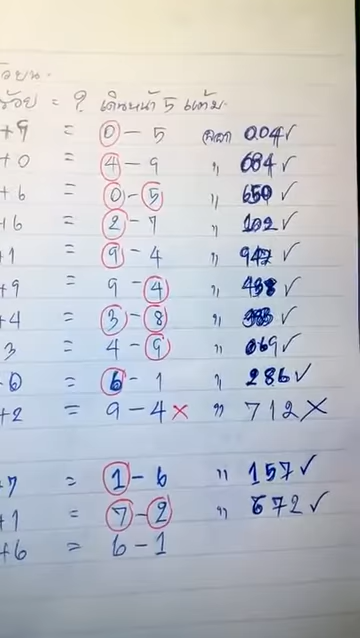 ร้อย = ? เดินหน้า 5 แต้ม.
+9 = 0 - 5 ออก 004 ✓
+0 = 4 - 9 " 684 ✓
+6 = 0 - 5 " 650 ✓
+6 = 2 - 7 " 102 ✓
+1 = 9 - 4 " 947 ✓
+9 = 9 - 4 " 498 ✓
+4 = 3 - 8 " ✓
3 = 4 - 9 " 069 ✓
0 = 6 - 1 " 286 ✓
+2 = 9 - 4 × " 712 ×
+7 = 1 - 6 " 157 ✓
+1 = 7 - 2 " 672 ✓
+6 = 6 - 1